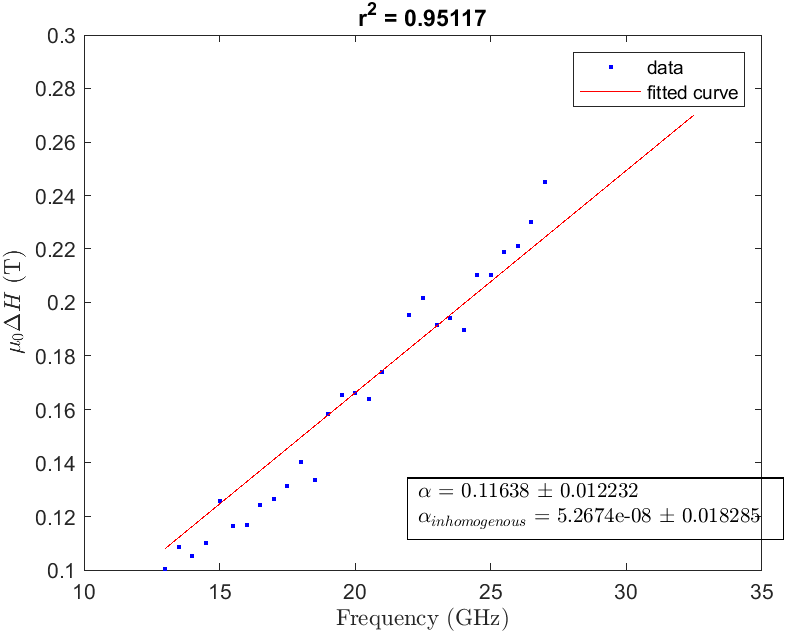 r² = 0.95117
0.3
0.28
0.26
0.24
0.22
0.2
0.18
0.16
0.14
0.12
0.1
μ₀ΔH (T)
data
fitted curve
α = 0.11638 ± 0.012232
αinhomogenous = 5.2674e-08 ± 0.018285
10 15 20 25 30 35
Frequency (GHz)